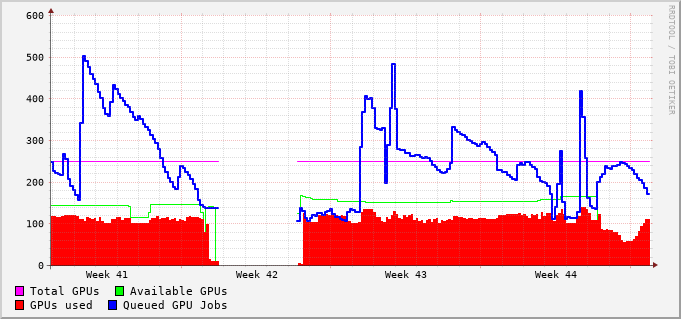 600
500
400
300
200
100
0
Week 41 Week 42 Week 43 Week 44
Total GPUs Available GPUs
GPUs used Queued GPU Jobs
RRDTOOL / TOBI OETIKER